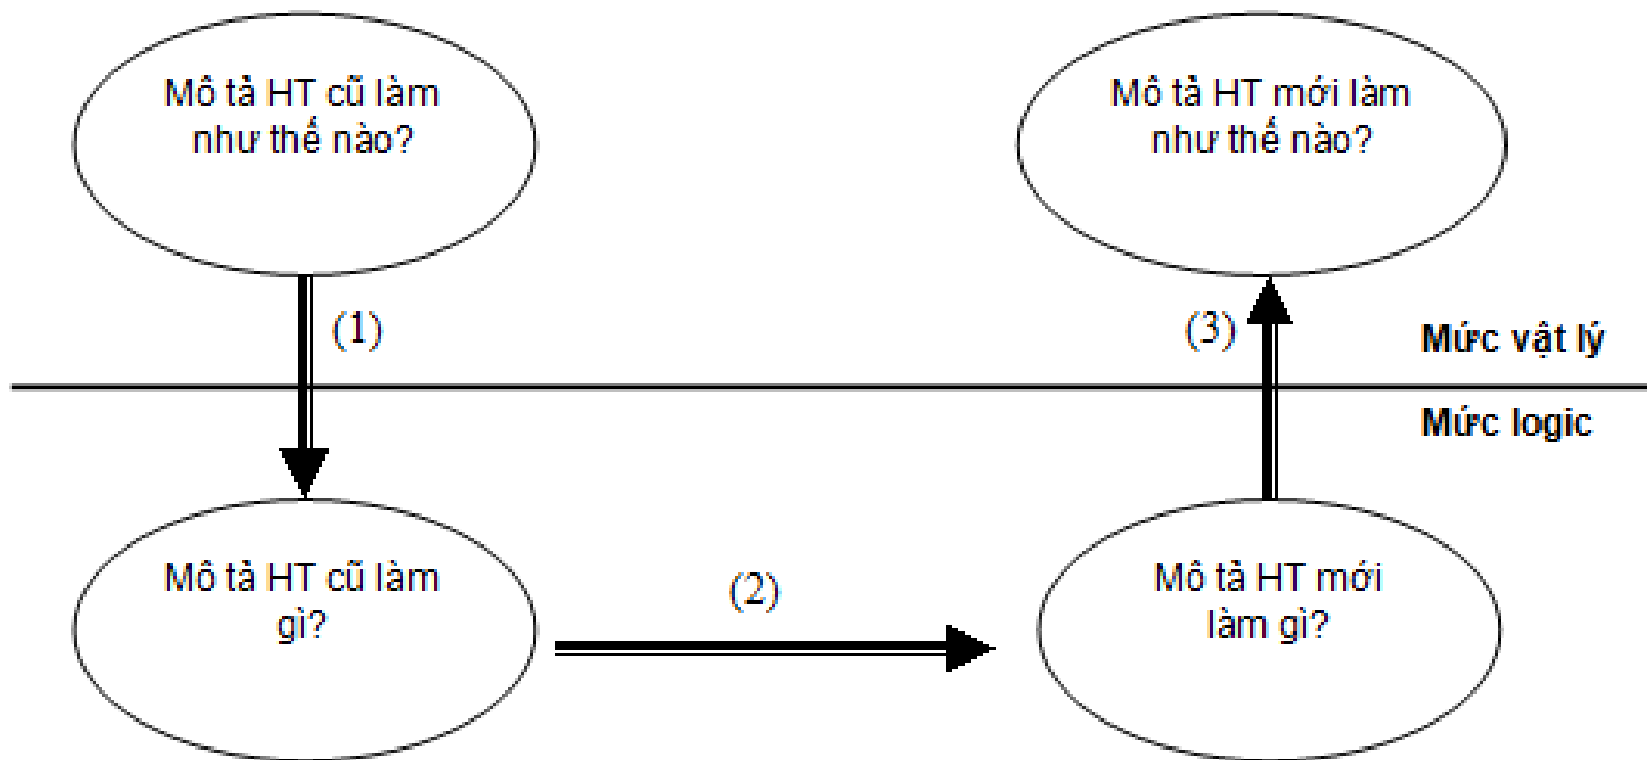 Mô tả HT cũ làm
như thế nào?
Mô tả HT mới làm
như thế nào?
(1)
(3)
Mức vật lý
Mức logic
Mô tả HT cũ làm
gì?
(2)
Mô tả HT mới
làm gì?